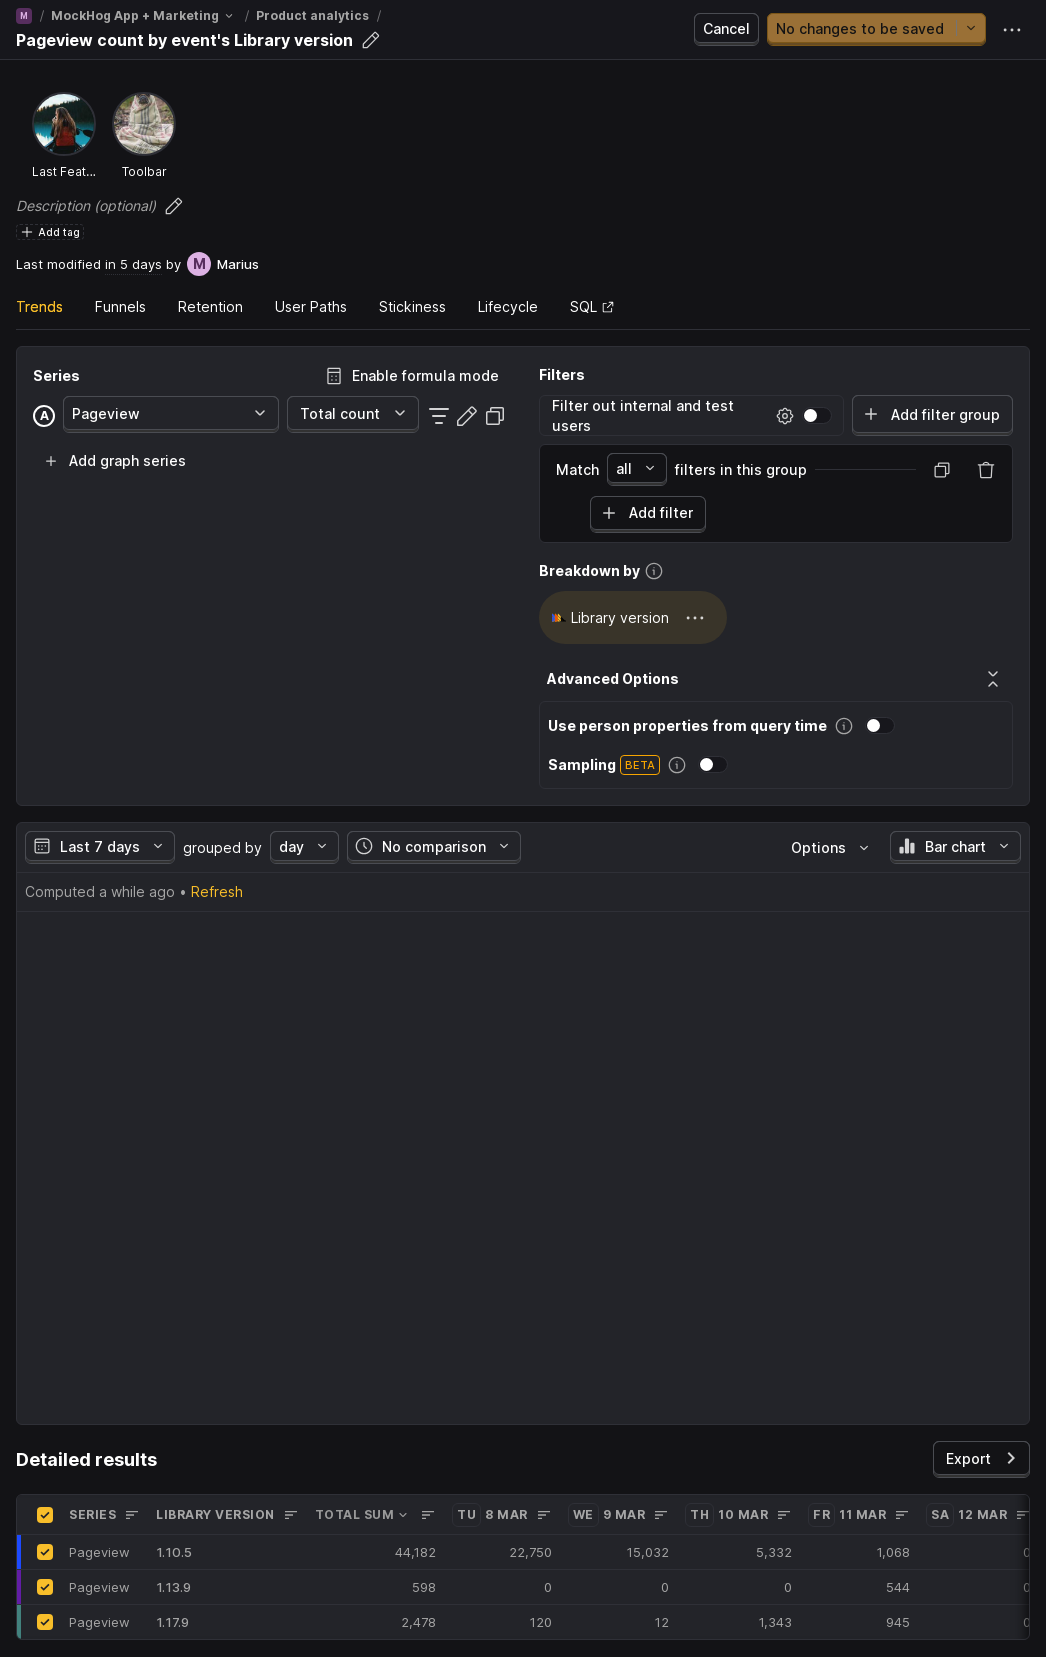 M / MockHog App + Marketing / Product analytics /
Pageview count by event's Library version
Cancel
No changes to be saved
Last Feat...
Toolbar
Description (optional)
Add tag
Last modified in 5 days by M Marius
Trends
Funnels
Retention
User Paths
Stickiness
Lifecycle
SQL
Series
Enable formula mode
A Pageview
Total count
Add graph series
Filters
Filter out internal and test
users
Add filter group
Match all filters in this group
Add filter
Breakdown by
Library version
Advanced Options
Use person properties from query time
Sampling BETA
Last 7 days grouped by day No comparison
Options
Bar chart
Computed a while ago • Refresh
Detailed results
Export
SERIES LIBRARY VERSION TOTAL SUM TU 8 MAR WE 9 MAR TH 10 MAR FR 11 MAR SA 12 MAR
Pageview 1.10.5 44,182 22,750 15,032 5,332 1,068 0
Pageview 1.13.9 598 0 0 0 544 0
Pageview 1.17.9 2,478 120 12 1,343 945 0